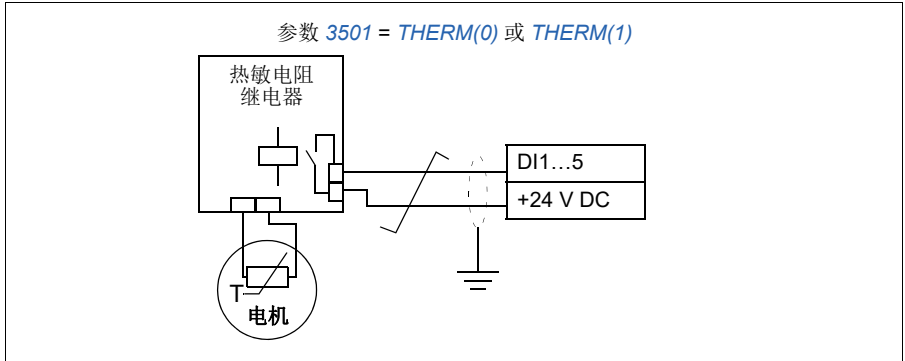 参数 3501 = THERM(0) 或 THERM(1)
热敏电阻
继电器
DI1…5
+24 V DC
T
电机